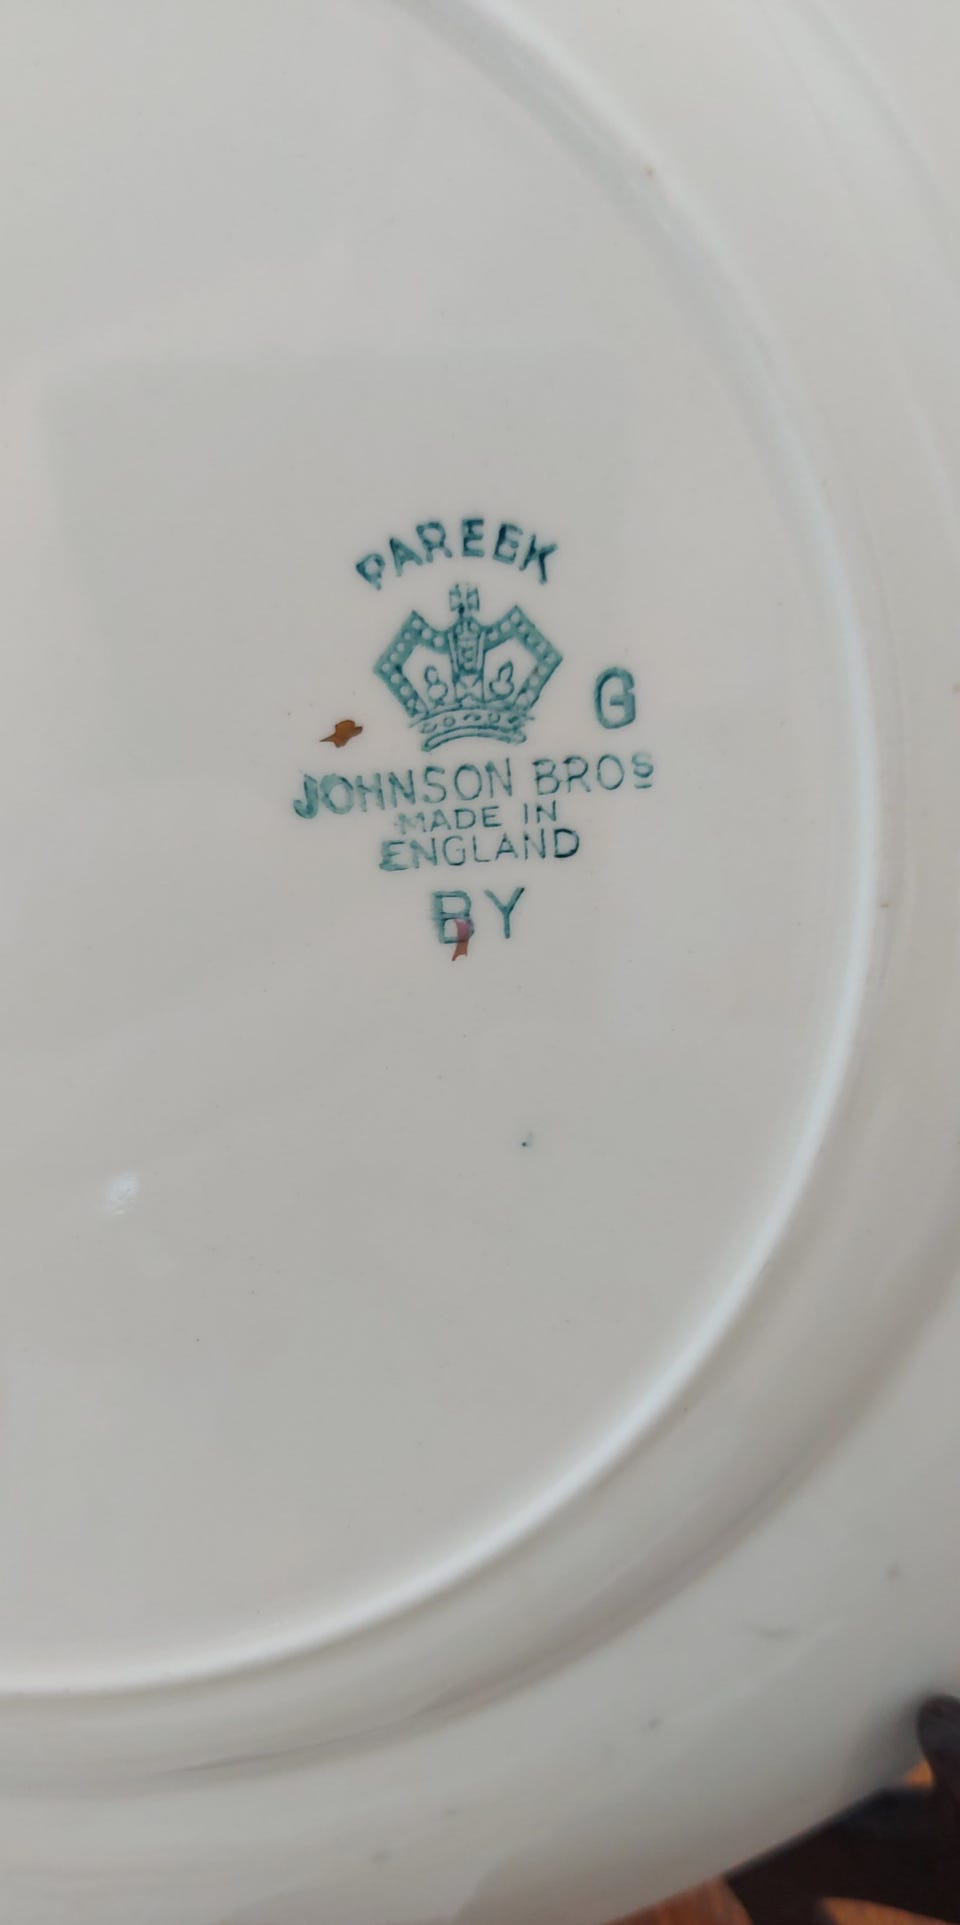 PAREEK
G
JOHNSON BROS
MADE IN
ENGLAND
BY